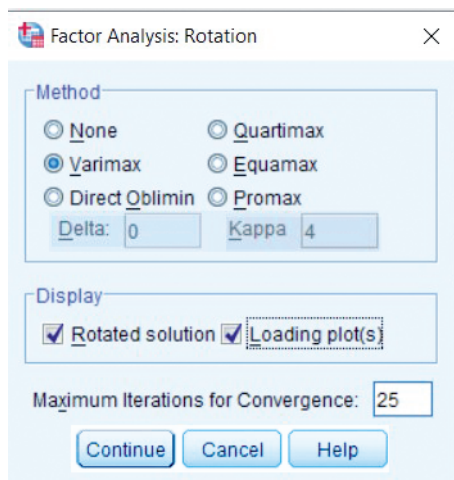 Factor Analysis: Rotation
Method
None Quartimax
Varimax Equamax
Direct Oblimin Promax
Delta: 0 Kappa 4
Display
Rotated solution Loading plot(s)
Maximum Iterations for Convergence: 25
Continue Cancel Help